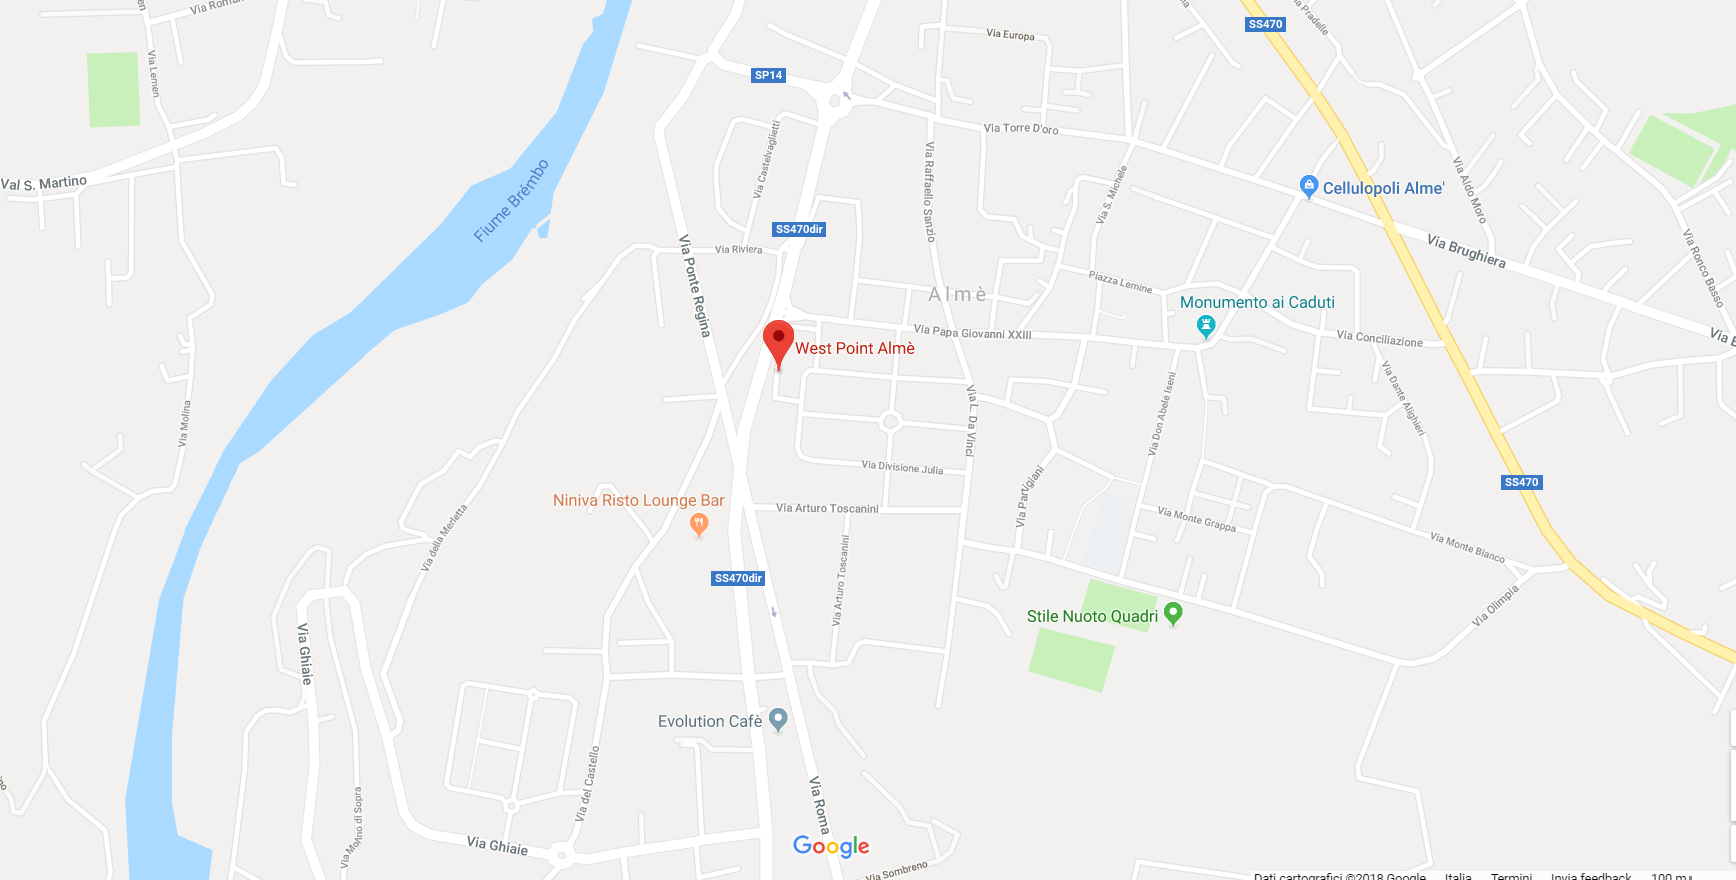 Via Roma
Via Lemen
SP14
Via Europa
SS470
Via Pradelle
Via Torre D'oro
Via Castelvaglietti
Via Raffaello Sanzio
Via S. Michele
Via Aldo Moro
Val S. Martino
Fiume Brembo
Cellulopoli Alme'
SS470dir
Via Riviera
Via Ponte Regina
Via Brughiera
Via Ronco Basso
Piazza Lemine
Almè
Monumento ai Caduti
Via Papa Giovanni XXIII
Via Conciliazione
West Point Almè
Via Molina
Via L. Da Vinci
Via Don Abele Iseni
Via Dante Alighieri
Via Divisione Julia
Via Partigiani
SS470
Niniva Risto Lounge Bar
Via Arturo Toscanini
Via Monte Grappa
Via della Merletta
Via Arturo Toscanini
Via Monte Bianco
SS470dir
Via Olimpia
Stile Nuoto Quadri
Via Ghiaie
Evolution Cafè
Via del Castello
Via Molino di Sopra
Via Roma
Via Ghiaie
Google
Via Sombreno
Dati cartografici ©2018 Google Italia Termini Invia feedback 100 m